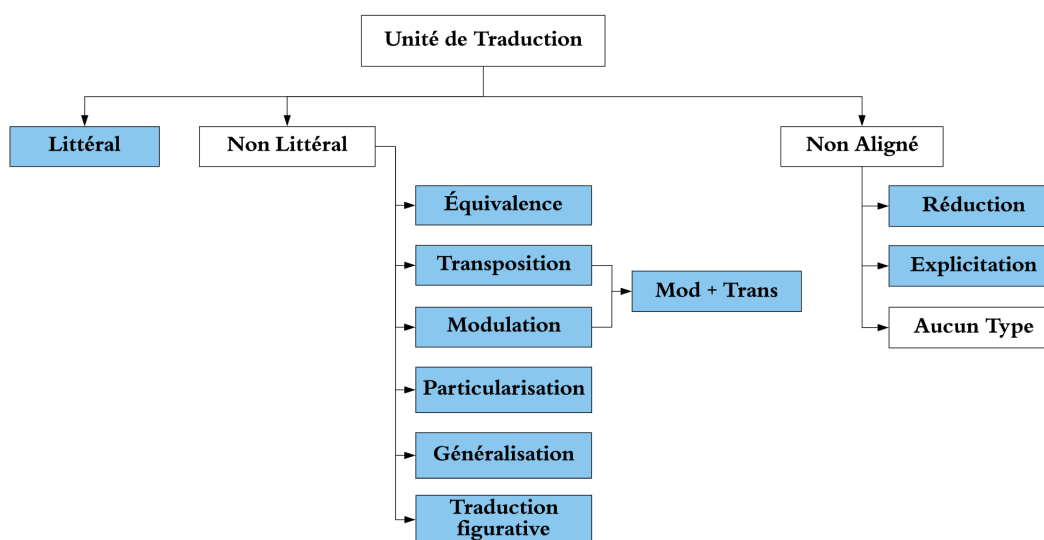 Unité de Traduction
Littéral
Non Littéral
Non Aligné
Équivalence
Transposition
Modulation
Mod + Trans
Particularisation
Généralisation
Traduction
figurative
Réduction
Explicitation
Aucun Type